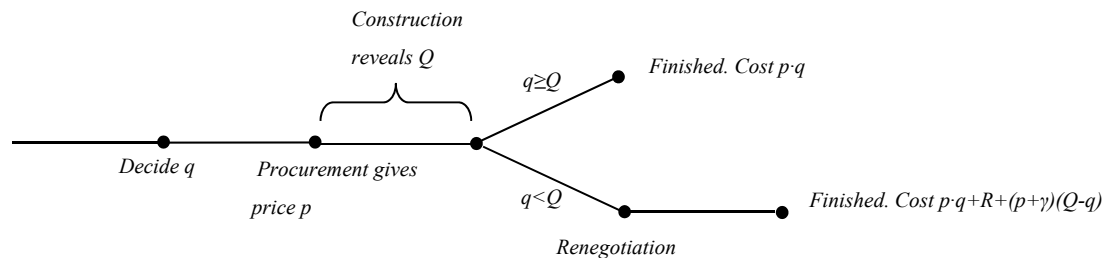 Construction
reveals Q
q≥Q
Finished. Cost p·q
Decide q
Procurement gives
price p
q<Q
Finished. Cost p·q+R+(p+γ)(Q-q)
Renegotiation